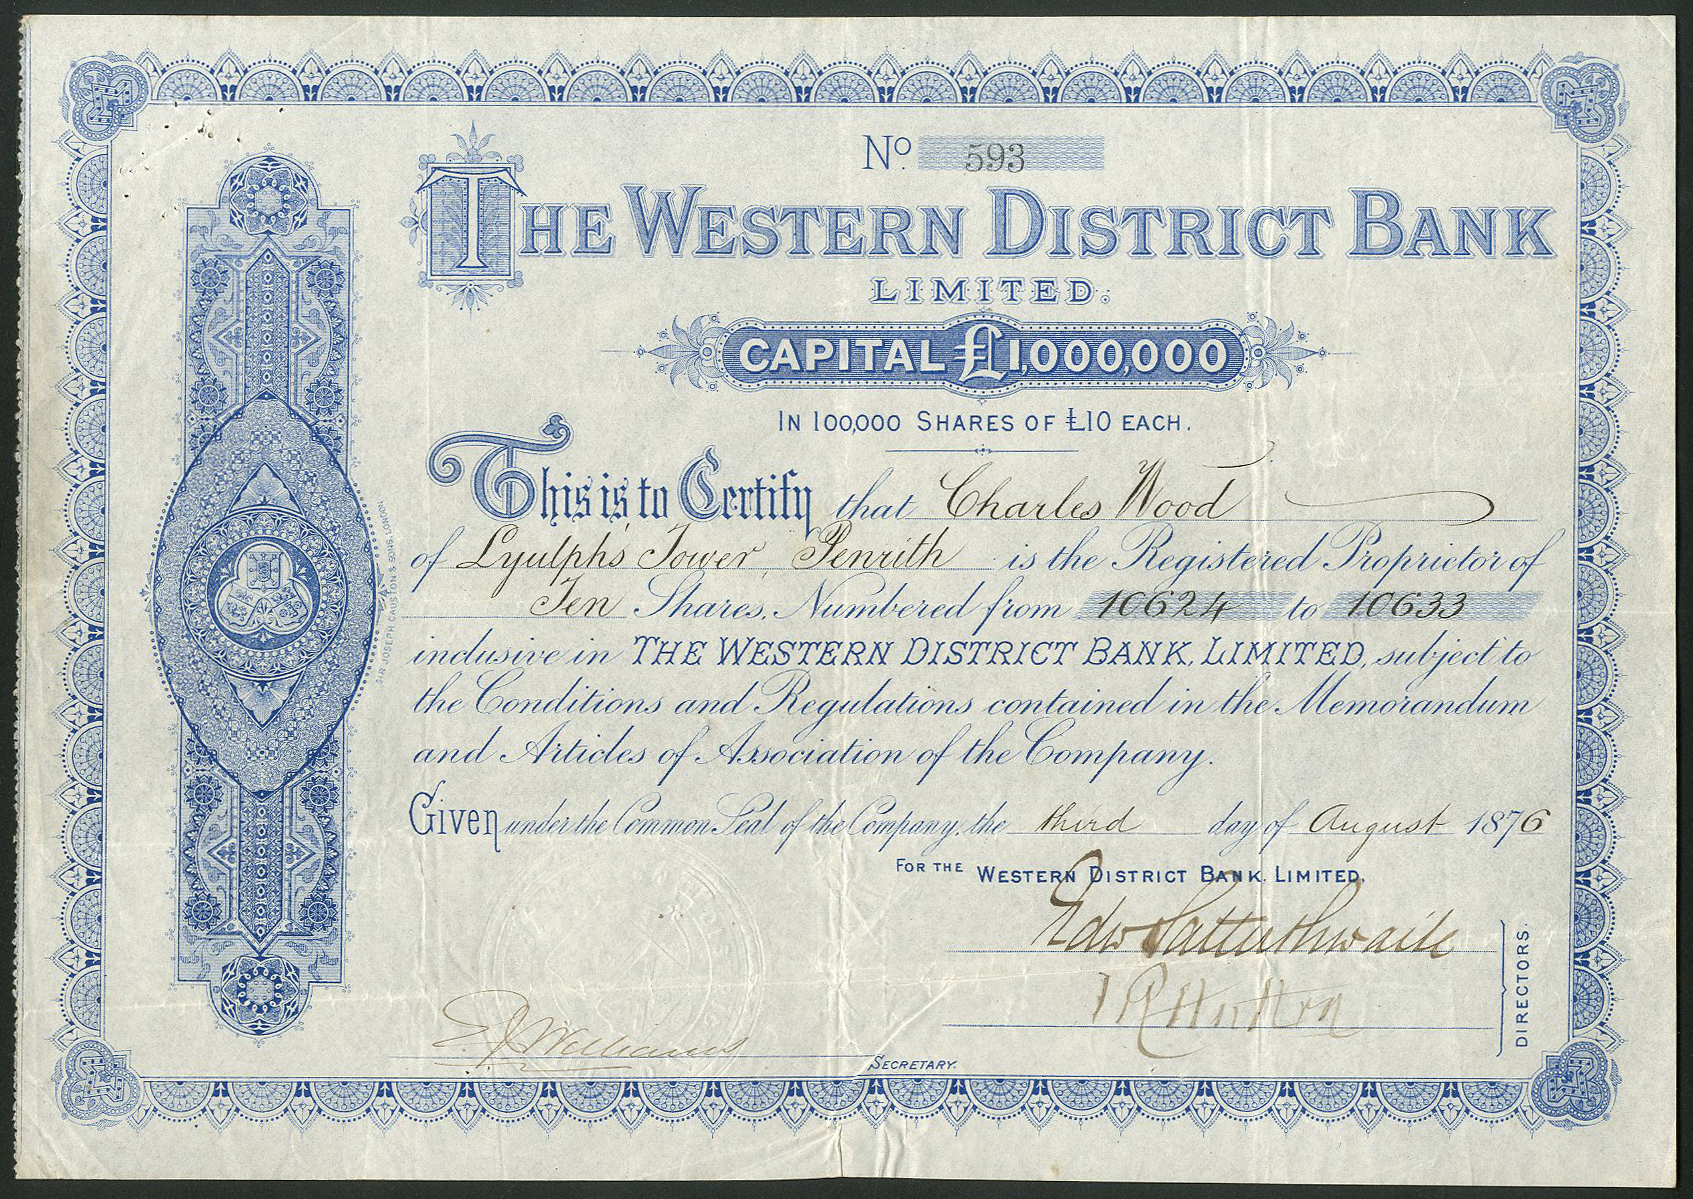 No. 593
THE WESTERN DISTRICT BANK
LIMITED.
CAPITAL £1,000,000
IN 100,000 SHARES OF £10 EACH.
This is to Certify that Charles Wood
of Lyulph's Tower, Penrith is the Registered Proprietor of
Ten Shares, Numbered from 10624 to 10633
inclusive in THE WESTERN DISTRICT BANK, LIMITED, subject to
the Conditions and Regulations contained in the Memorandum
and Articles of Association of the Company.
Given under the Common Seal of the Company, the third day of August 1876
FOR THE WESTERN DISTRICT BANK, LIMITED,
Edw Satterthwaite
DIRECTORS.
E. J. Williams
SECRETARY.
SIR JOSEPH CAUSTON & SONS, LONDON